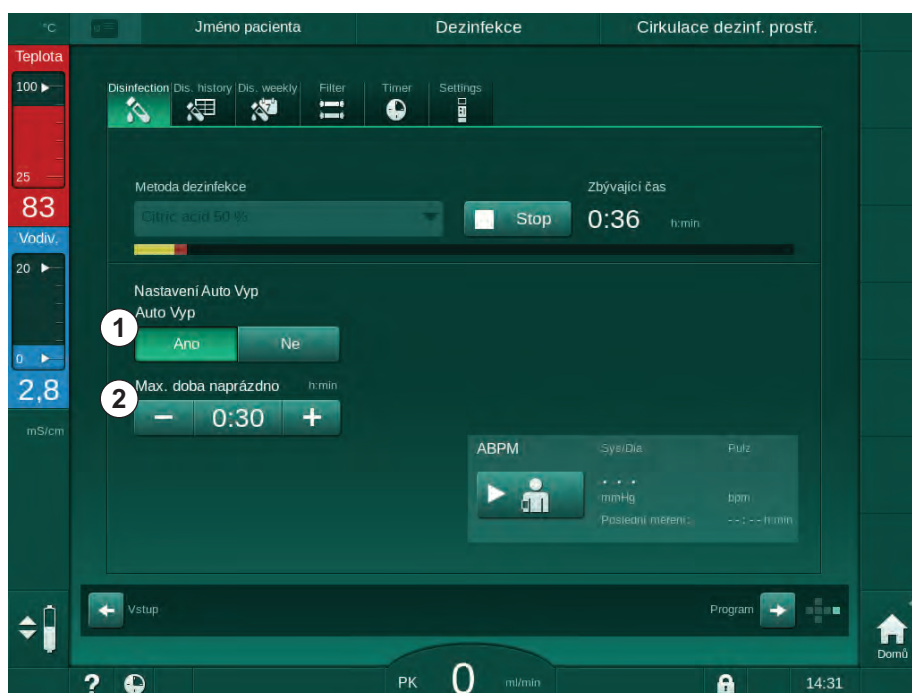 °C Jméno pacienta Dezinfekce Cirkulace dezinf. prostř.
Teplota
100
25
83
Vodiv.
20
0
2,8
mS/cm
Disinfection Dis. history Dis. weekly Filter Timer Settings
Metoda dezinfekce
Citric acid 50 %
Stop
Zbývající čas
0:36 h:min
Nastavení Auto Vyp
Auto Vyp
1
Ano Ne
2
Max. doba naprázdno h:min
− 0:30 +
ABPM Sys/Dia Pulz
. . .
mmHg bpm
Poslední měření: --:-- h:min
Vstup Program
Domů
? PK 0 ml/min 14:31